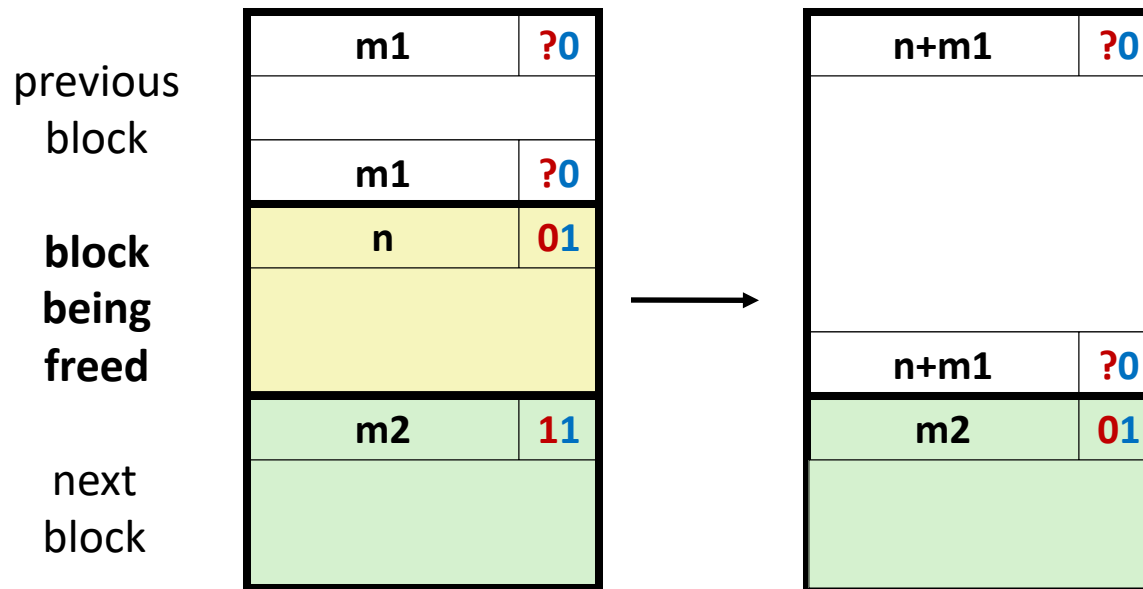 m1 ?0 n+m1 ?0
previous
block
m1 ?0
n 01
block
being
freed
n+m1 ?0
m2 11 m2 01
next
block